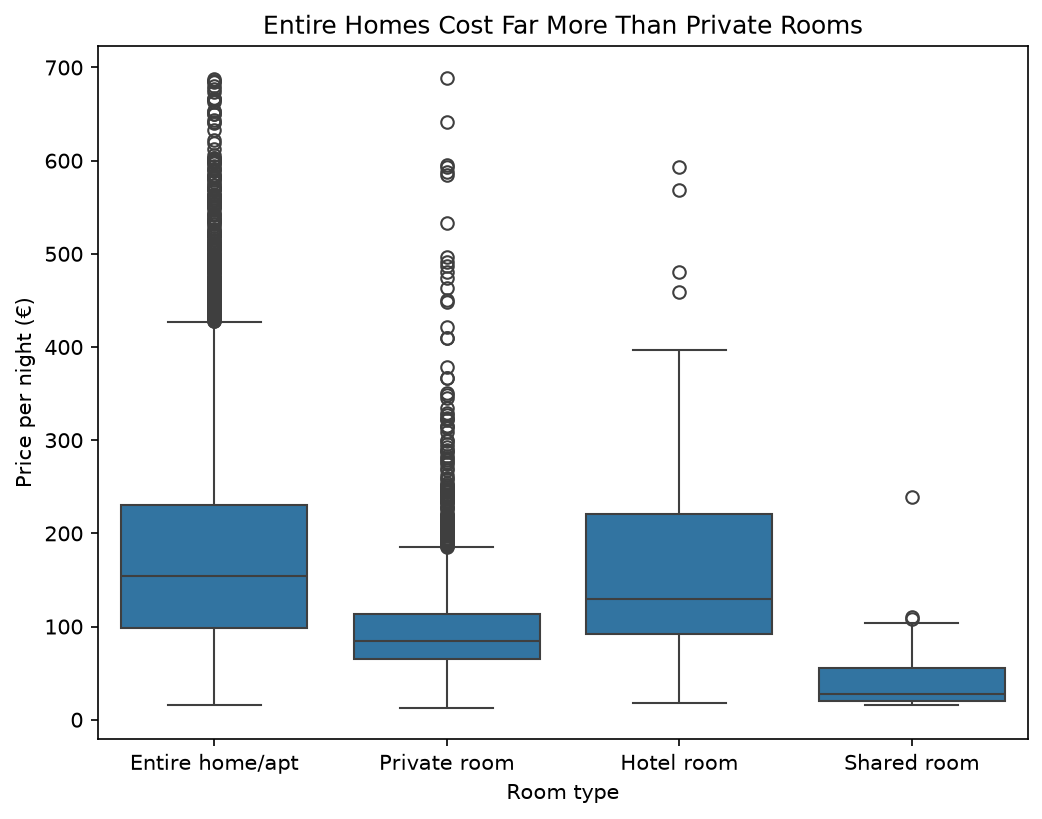 Entire Homes Cost Far More Than Private Rooms
Price per night (€)
700
600
500
400
300
200
100
0
Entire home/apt
Private room
Hotel room
Shared room
Room type